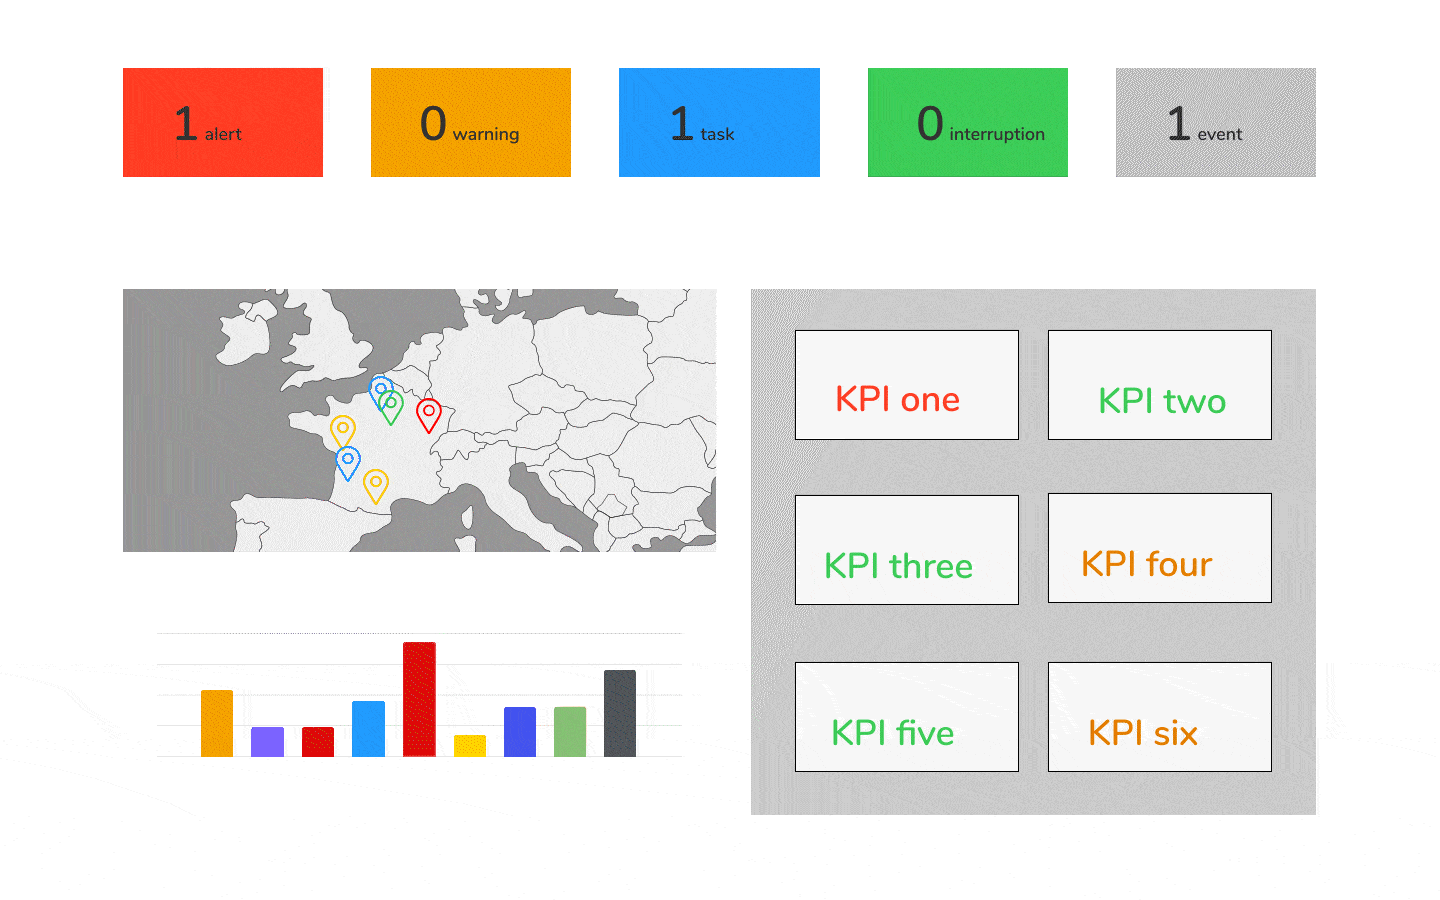 1 alert
0 warning
1 task
0 interruption
1 event
KPI one
KPI two
KPI three
KPI four
KPI five
KPI six